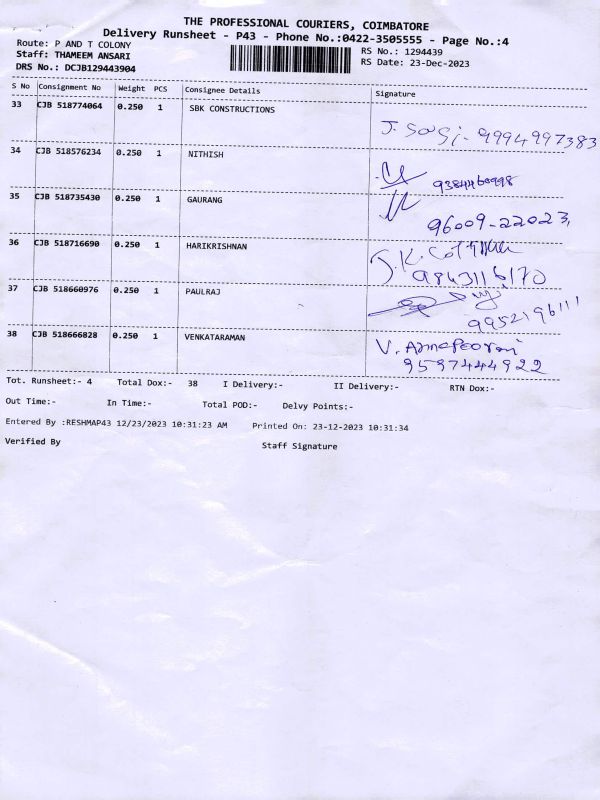 THE PROFESSIONAL COURIERS, COIMBATORE
Delivery Runsheet - P43 - Phone No.:0422-3505555 - Page No.:4
Route: P AND T COLONY RS No.: 1294439
Staff: THAMEEM ANSARI RS Date: 23-Dec-2023
DRS No.: DCJB129443904
S No Consignment No Weight PCS Consignee Details Signature
33 CJB 518774064 0.250 1 SBK CONSTRUCTIONS
9994997383
34 CJB 518576234 0.250 1 NITHISH
9384460998
35 CJB 518735430 0.250 1 GAURANG
96009-22023,
36 CJB 518716690 0.250 1 HARIKRISHNAN
9843116170
37 CJB 518660976 0.250 1 PAULRAJ
9952196111
38 CJB 518666828 0.250 1 VENKATARAMAN
V. Annapoorani
9597444922
Tot. Runsheet:- 4 Total Dox:- 38 I Delivery:- II Delivery:- RTN Dox:-
Out Time:- In Time:- Total POD:- Delvy Points:-
Entered By :RESHMAP43 12/23/2023 10:31:23 AM Printed On: 23-12-2023 10:31:34
Verified By Staff Signature